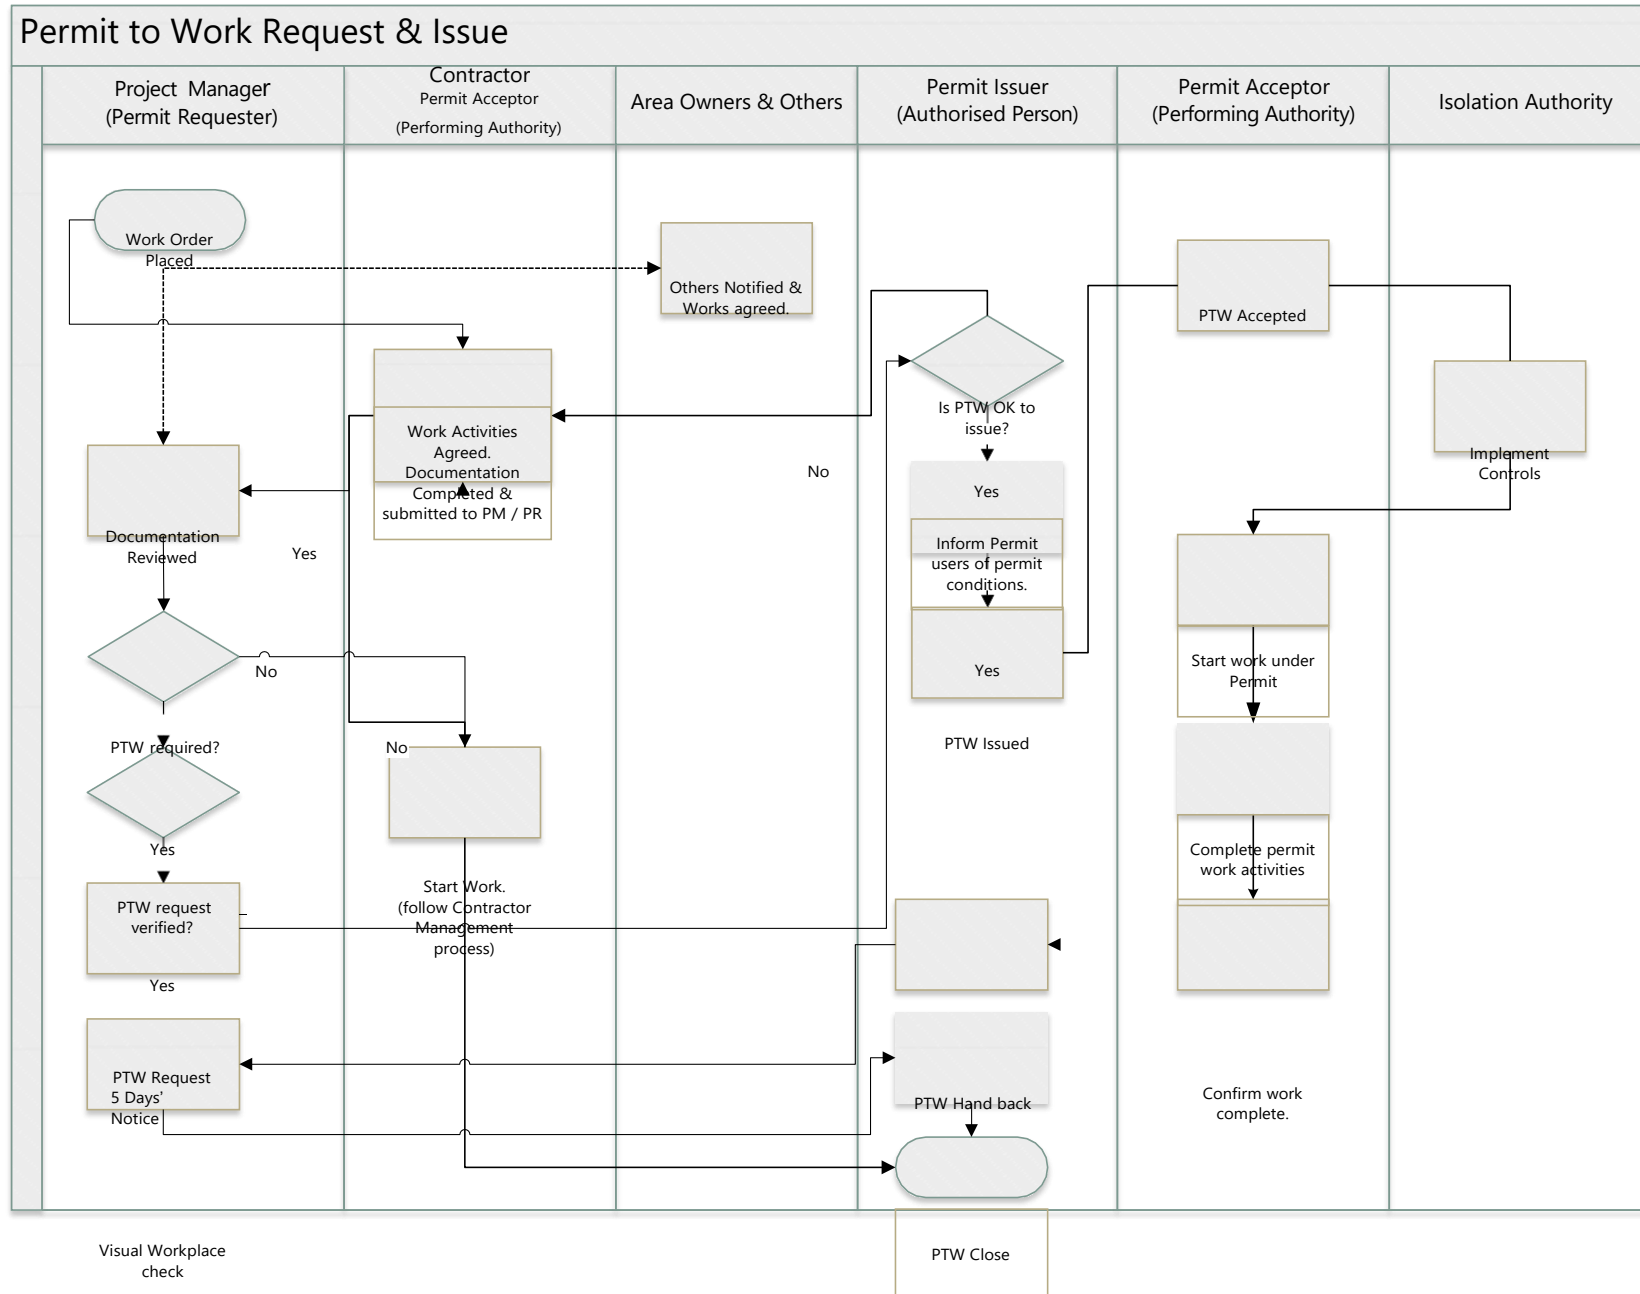 Permit to Work Request & Issue
Project Manager
(Permit Requester)
Contractor
Permit Acceptor
(Performing Authority)
Area Owners & Others
Permit Issuer
(Authorised Person)
Permit Acceptor
(Performing Authority)
Isolation Authority
Work Order
Placed
Others Notified &
Works agreed.
PTW Accepted
Is PTW OK to
issue?
Work Activities
Agreed.
Documentation
Completed &
submitted to PM / PR
No
Implement
Controls
Yes
Documentation
Reviewed
Yes
Inform Permit
users of permit
conditions.
No
Yes
Start work under
Permit
PTW required?
No
PTW Issued
Yes
Complete permit
work activities
PTW request
verified?
Start Work.
(follow Contractor
Management
process)
Yes
PTW Request
5 Days'
Notice
PTW Hand back
Confirm work
complete.
Visual Workplace
check
PTW Close